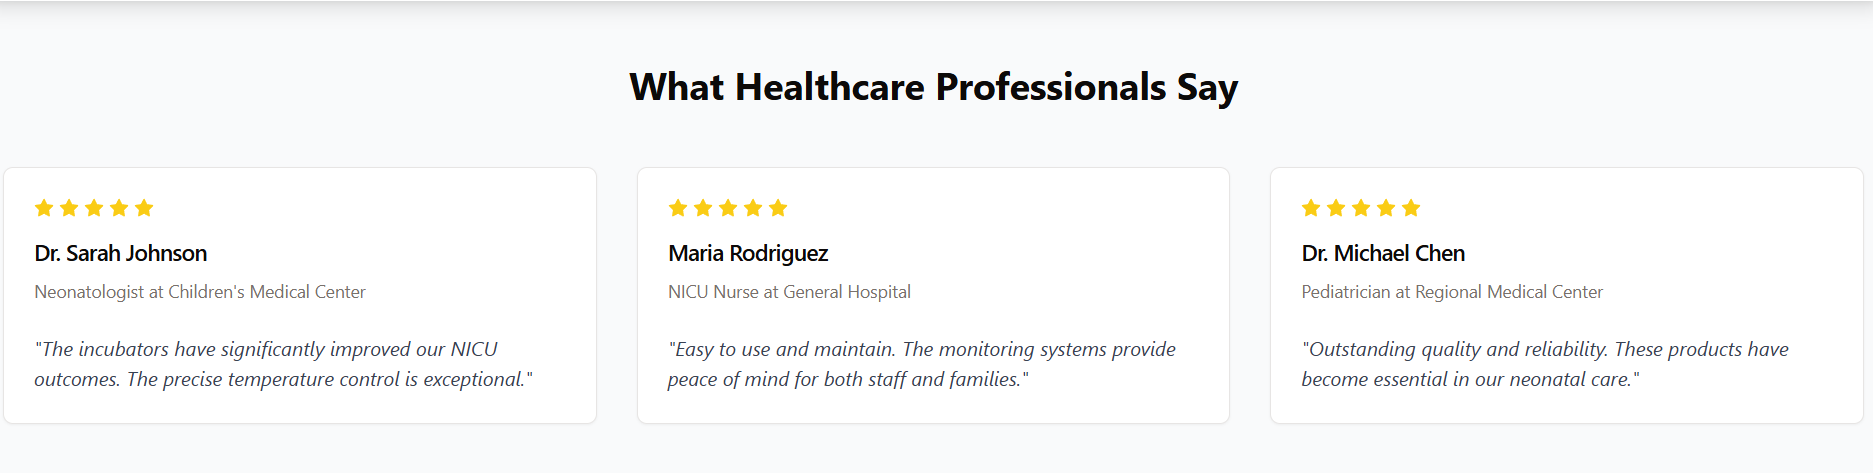 What Healthcare Professionals Say
Dr. Sarah Johnson
Neonatologist at Children's Medical Center
"The incubators have significantly improved our NICU
outcomes. The precise temperature control is exceptional."
Maria Rodriguez
NICU Nurse at General Hospital
"Easy to use and maintain. The monitoring systems provide
peace of mind for both staff and families."
Dr. Michael Chen
Pediatrician at Regional Medical Center
"Outstanding quality and reliability. These products have
become essential in our neonatal care."